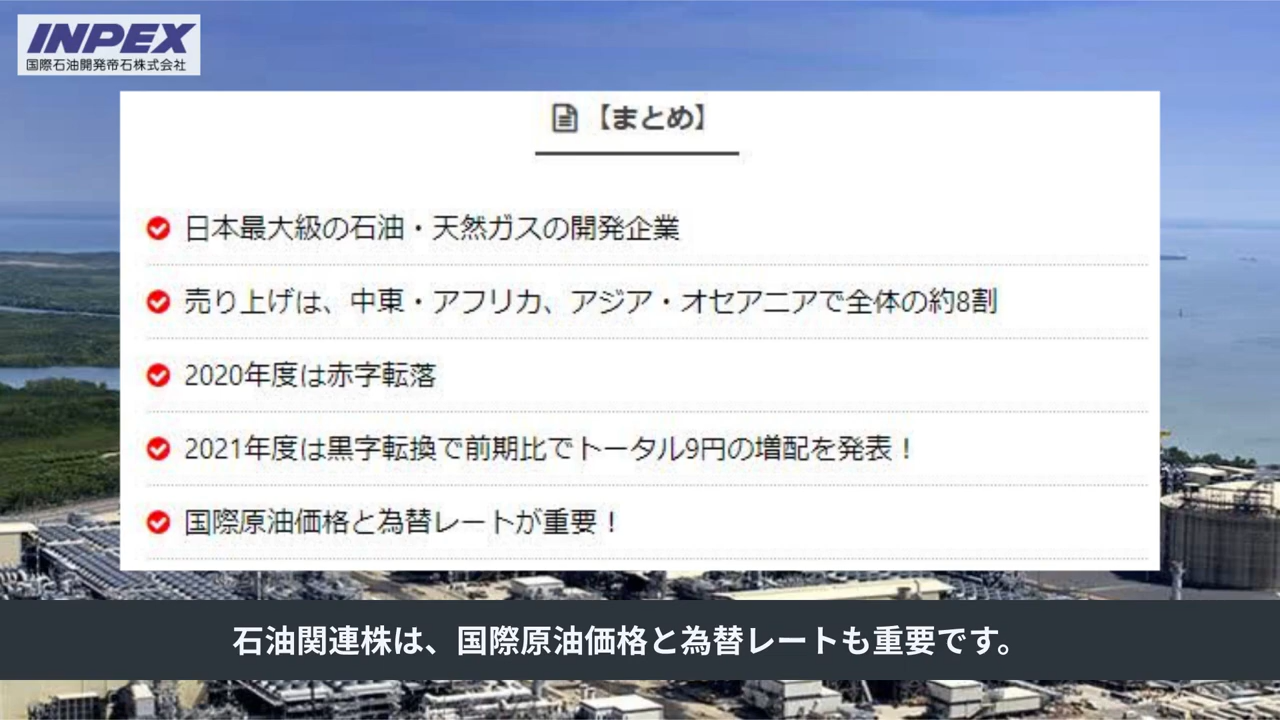 INPEX
国際石油開発帝石株式会社
【まとめ】
日本最大級の石油・天然ガスの開発企業
売り上げは、中東・アフリカ、アジア・オセアニアで全体の約8割
2020年度は赤字転落
2021年度は黒字転換で前期比でトータル9円の増配を発表！
国際原油価格と為替レートが重要！
石油関連株は、国際原油価格と為替レートも重要です。